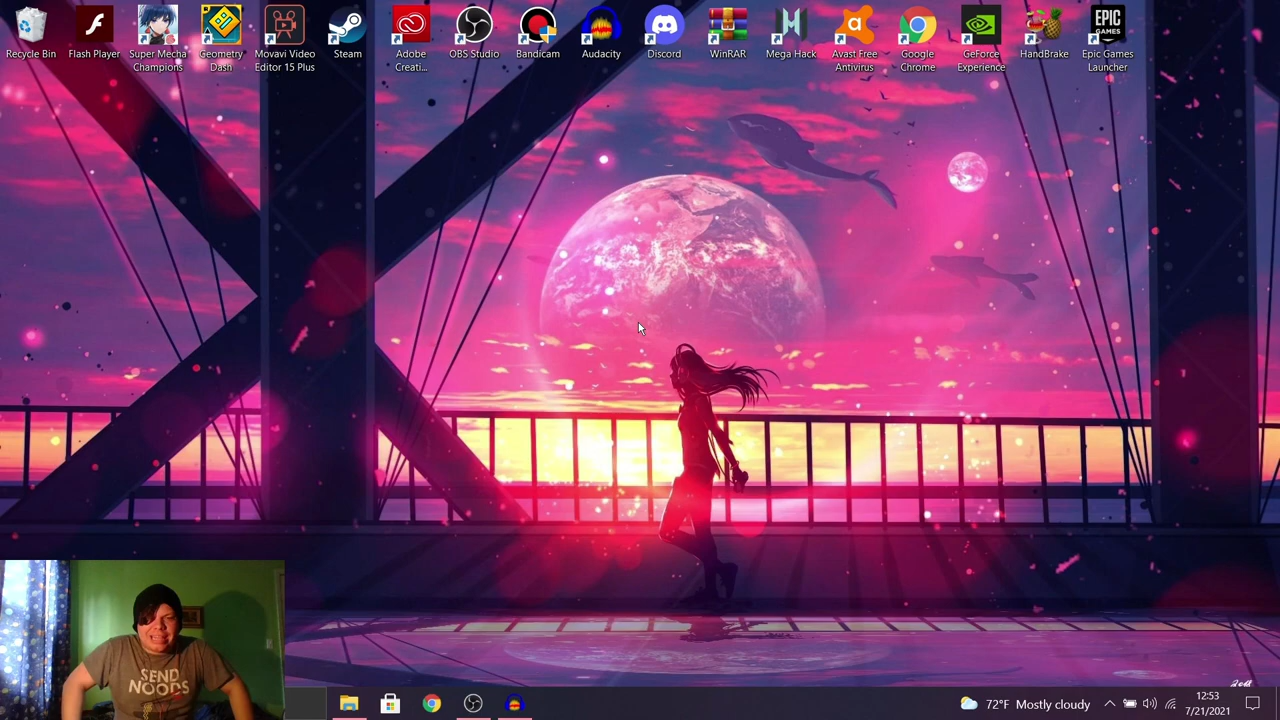 Recycle Bin
Flash Player
Super Mecha
Champions
Geometry
Dash
Movavi Video
Editor 15 Plus
Steam
Adobe
Creati...
OBS Studio
Bandicam
Audacity
Discord
WinRAR
Mega Hack
Avast Free
Antivirus
Google
Chrome
GeForce
Experience
HandBrake
EPIC
GAMES
Epic Games
Launcher
SEND
NOODS
72°F Mostly cloudy
12:53
7/21/2021